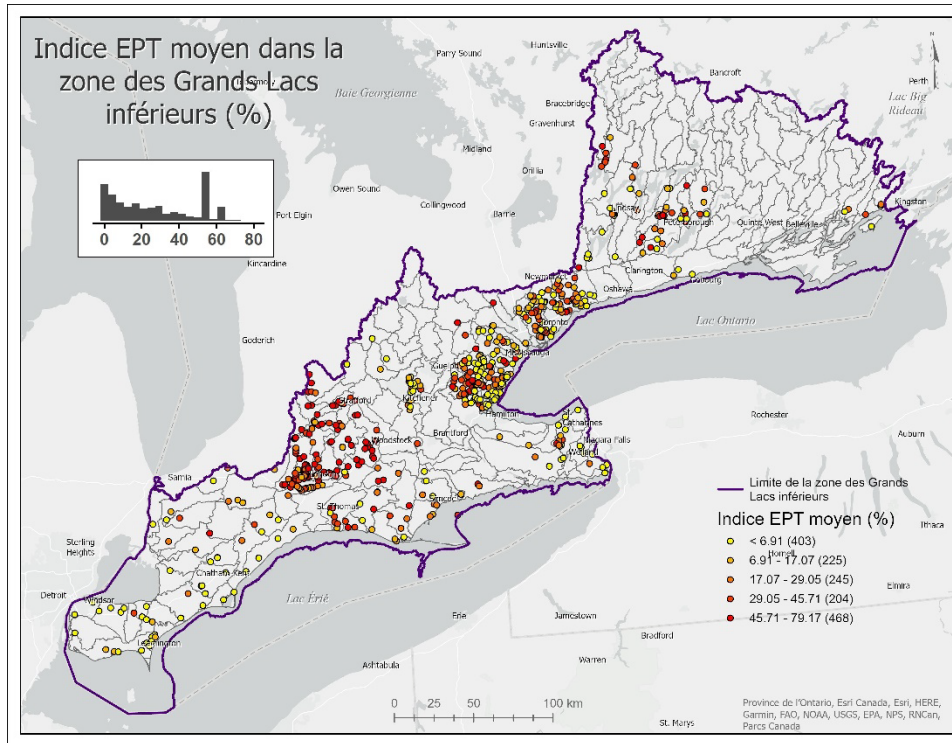 Indice EPT moyen dans la
zone des Grands Lacs
inférieurs (%)
0 20 40 60 80
Huntsville
Parry Sound
Bancroft
Perth
Baie Georgienne
Bracebridge
Gravenhurst
Lac Big
Rideau
Midland
Orillia
Owen Sound
Collingwood
Barrie
Port Elgin
Kincardine
Lindsay
Peterborough
Quinte West
Belleville
Kingston
Newmarket
Clarington
Cobourg
Oshawa
Toronto
Lac Ontario
Goderich
Mississauga
Guelph
Stratford
Kitchener
Hamilton
Rochester
Brantford
St.
Catharines
Auburn
Woodstock
Niagara Falls
Welland
Sarnia
London
St. Thomas
Simcoe
Limite de la zone des Grands
Lacs inférieurs
Indice EPT moyen (%)
< 6.91 (403)
6.91 - 17.07 (225)
17.07 - 29.05 (245)
29.05 - 45.71 (204)
45.71 - 79.17 (468)
Ithaca
Hornell
Elmira
Sterling
Heights
Chatham-Kent
Detroit
Windsor
Lac Érié
Erie
Jamestown
Bradford
Leamington
Warren
Ashtabula
0 25 50 100 km
St. Marys
Province de l'Ontario, Esri Canada, Esri, HERE,
Garmin, FAO, NOAA, USGS, EPA, NPS, RNCan,
Parcs Canada